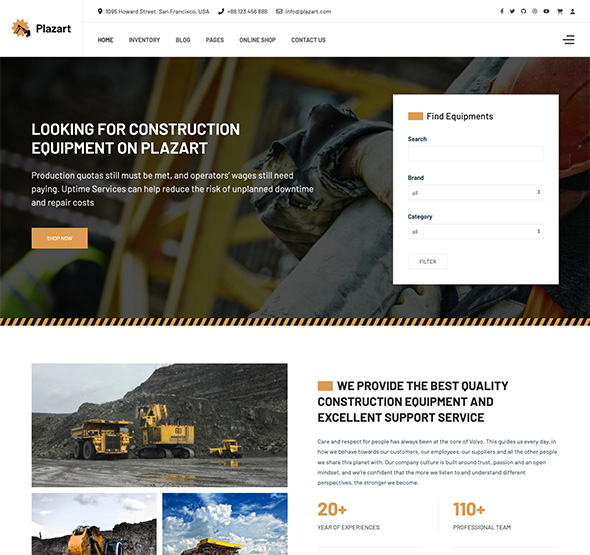 Plazart
1095 Howard Street, San Francisco, USA
+88 123 456 888
info@plazart.com
HOME
INVENTORY
BLOG
PAGES
ONLINE SHOP
CONTACT US
LOOKING FOR CONSTRUCTION
EQUIPMENT ON PLAZART
Production quotas still must be met, and operators' wages still need
paying. Uptime Services can help reduce the risk of unplanned downtime
and repair costs
SHOP NOW
Find Equipments
Search
Brand
all
Category
all
FILTER
WE PROVIDE THE BEST QUALITY
CONSTRUCTION EQUIPMENT AND
EXCELLENT SUPPORT SERVICE
Care and respect for people has always been at the core of Volvo. This guides us every day, in
how we behave towards our customers, our employees, our suppliers and all the other people
we share this planet with. Our company culture is built around trust, passion and an open
mindset, and we're confident that the more we listen to and understand different
perspectives, the stronger we become.
20+
YEAR OF EXPERIENCES
110+
PROFESSIONAL TEAM